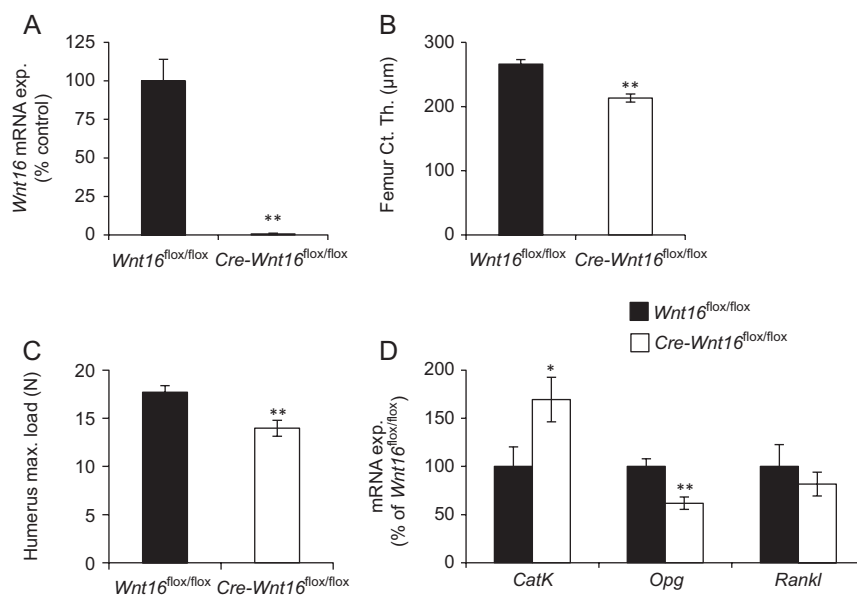 A
Wnt16 mRNA exp.
(% control)
125
100
75
50
25
0
**
Wnt16flox/flox
Cre-Wnt16flox/flox
B
Femur Ct. Th. (µm)
300
200
100
0
**
Wnt16flox/flox
Cre-Wnt16flox/flox
C
Humerus max. load (N)
20
15
10
5
0
**
Wnt16flox/flox
Cre-Wnt16flox/flox
Wnt16flox/flox
Cre-Wnt16flox/flox
D
mRNA exp.
(% of Wnt16flox/flox)
200
150
100
50
0
*
**
CatK
Opg
Rankl